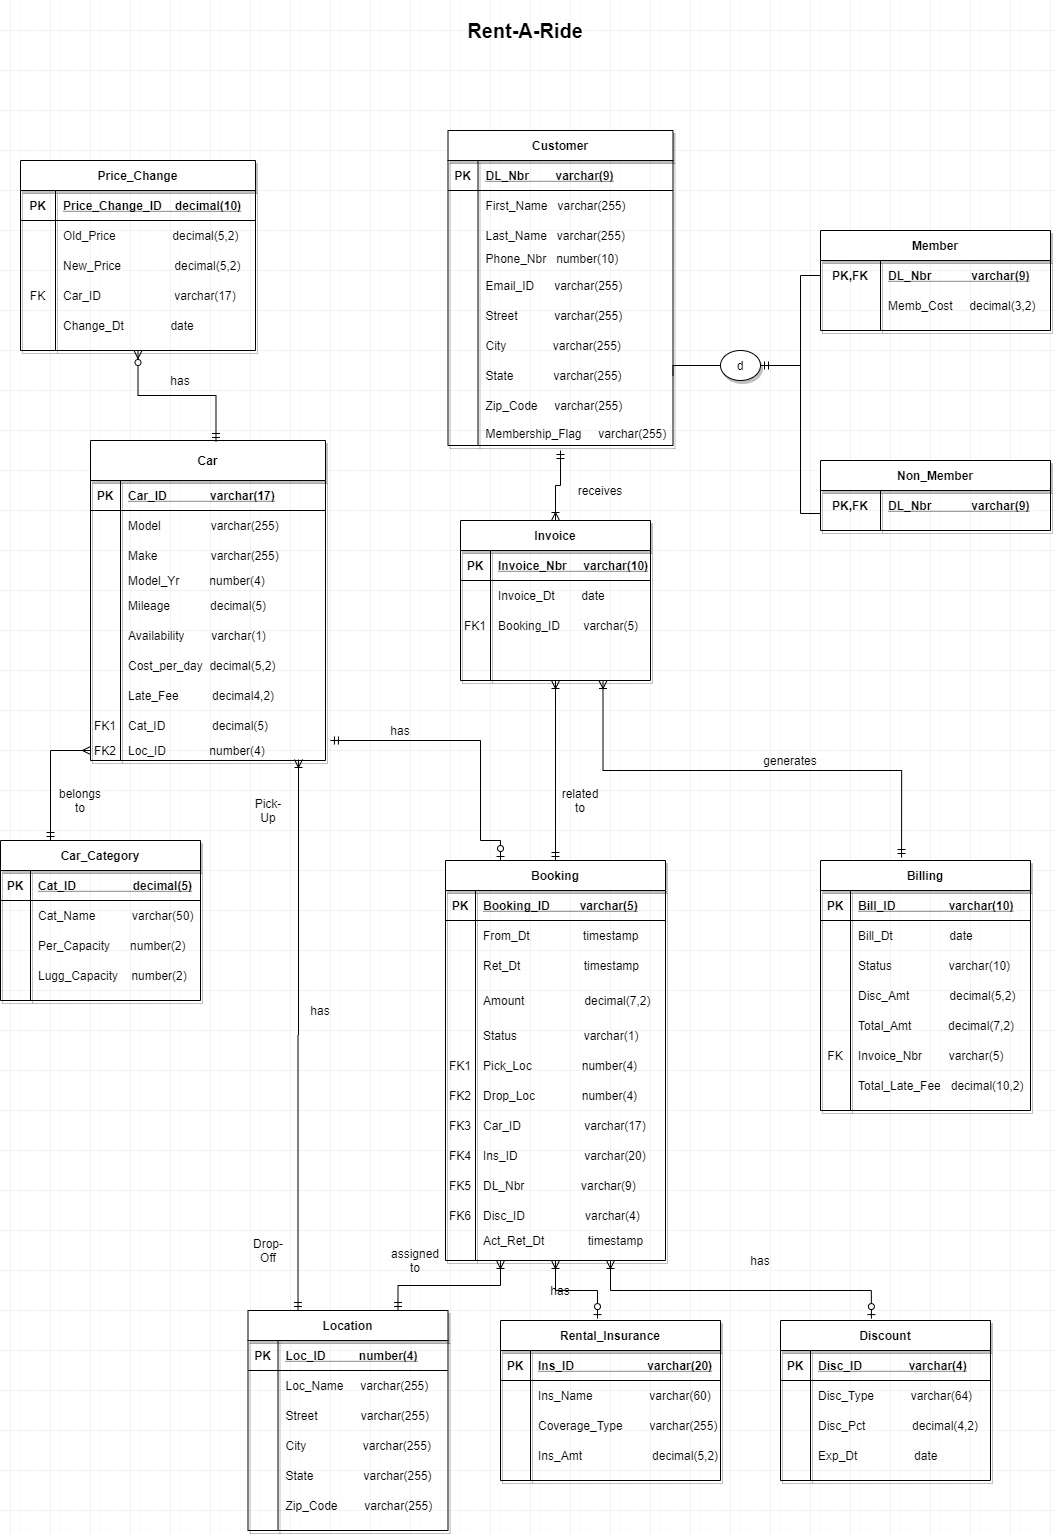 Rent-A-Ride
Customer
PK DL_Nbr varchar(9)
First_Name varchar(255)
Last_Name varchar(255)
Phone_Nbr number(10)
Email_ID varchar(255)
Street varchar(255)
City varchar(255)
State varchar(255)
Zip_Code varchar(255)
Membership_Flag varchar(255)
Price_Change
PK Price_Change_ID decimal(10)
Old_Price decimal(5,2)
New_Price decimal(5,2)
FK Car_ID varchar(17)
Change_Dt date
has
Member
PK,FK DL_Nbr varchar(9)
Memb_Cost decimal(3,2)
d
Non_Member
PK,FK DL_Nbr varchar(9)
receives
Car
PK Car_ID varchar(17)
Model varchar(255)
Make varchar(255)
Model_Yr number(4)
Mileage decimal(5)
Availability varchar(1)
Cost_per_day decimal(5,2)
Late_Fee decimal4,2)
FK1 Cat_ID decimal(5)
FK2 Loc_ID number(4)
Invoice
PK Invoice_Nbr varchar(10)
Invoice_Dt date
FK1 Booking_ID varchar(5)
has
generates
belongs
to
Pick-
Up
related
to
Car_Category
PK Cat_ID decimal(5)
Cat_Name varchar(50)
Per_Capacity number(2)
Lugg_Capacity number(2)
Booking
PK Booking_ID varchar(5)
From_Dt timestamp
Ret_Dt timestamp
Amount decimal(7,2)
Status varchar(1)
FK1 Pick_Loc number(4)
FK2 Drop_Loc number(4)
FK3 Car_ID varchar(17)
FK4 Ins_ID varchar(20)
FK5 DL_Nbr varchar(9)
FK6 Disc_ID varchar(4)
Act_Ret_Dt timestamp
Billing
PK Bill_ID varchar(10)
Bill_Dt date
Status varchar(10)
Disc_Amt decimal(5,2)
Total_Amt decimal(7,2)
FK Invoice_Nbr varchar(5)
Total_Late_Fee decimal(10,2)
has
Drop-
Off
assigned
to
has
has
Location
PK Loc_ID number(4)
Loc_Name varchar(255)
Street varchar(255)
City varchar(255)
State varchar(255)
Zip_Code varchar(255)
Rental_Insurance
PK Ins_ID varchar(20)
Ins_Name varchar(60)
Coverage_Type varchar(255)
Ins_Amt decimal(5,2)
Discount
PK Disc_ID varchar(4)
Disc_Type varchar(64)
Disc_Pct decimal(4,2)
Exp_Dt date